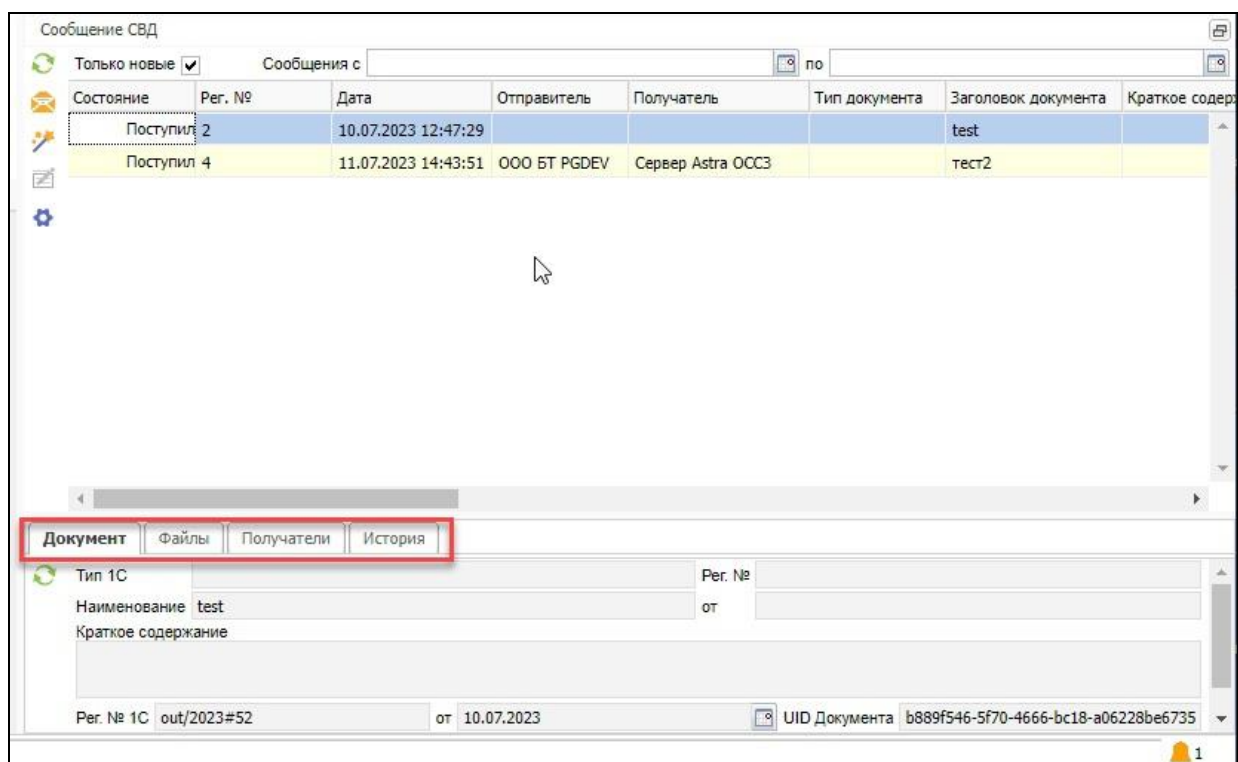 Сообщение СВД
Только новые Сообщения с по
Состояние Рег. № Дата Отправитель Получатель Тип документа Заголовок документа Краткое содер
Поступил 2 10.07.2023 12:47:29 test
Поступил 4 11.07.2023 14:43:51 ООО БТ PGDEV Сервер Astra ОССЗ тест2
Документ Файлы Получатели История
Тип 1С Рег. №
Наименование test от
Краткое содержание
Рег. № 1С out/2023#52 от 10.07.2023 UID Документа b889f546-5f70-4666-bc18-a06228be6735
1